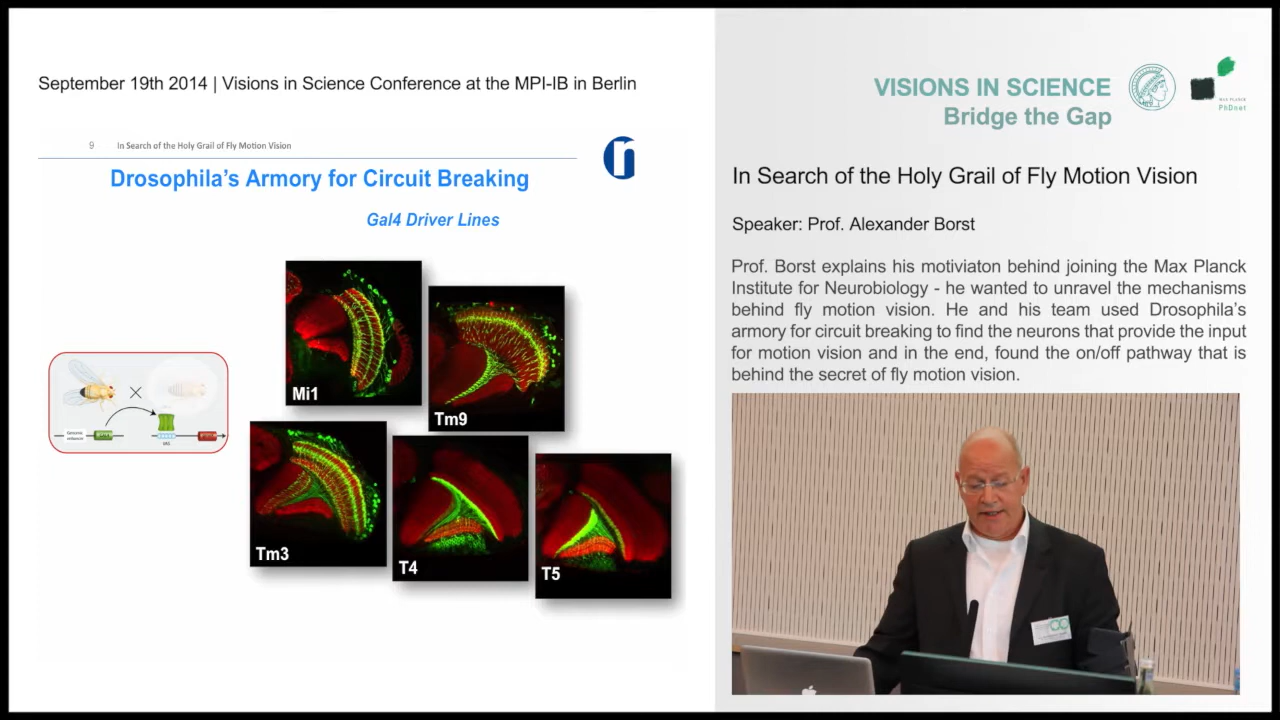 September 19th 2014 | Visions in Science Conference at the MPI-IB in Berlin
9 In Search of the Holy Grail of Fly Motion Vision
Drosophila's Armory for Circuit Breaking
Gal4 Driver Lines
Mi1
Tm9
Genomic
enhancer
UAS
Tm3
T4
T5
VISIONS IN SCIENCE
Bridge the Gap
MAX PLANCK
PhDnet
In Search of the Holy Grail of Fly Motion Vision
Speaker: Prof. Alexander Borst
Prof. Borst explains his motiviaton behind joining the Max Planck
Institute for Neurobiology - he wanted to unravel the mechanisms
behind fly motion vision. He and his team used Drosophila's
armory for circuit breaking to find the neurons that provide the input
for motion vision and in the end, found the on/off pathway that is
behind the secret of fly motion vision.